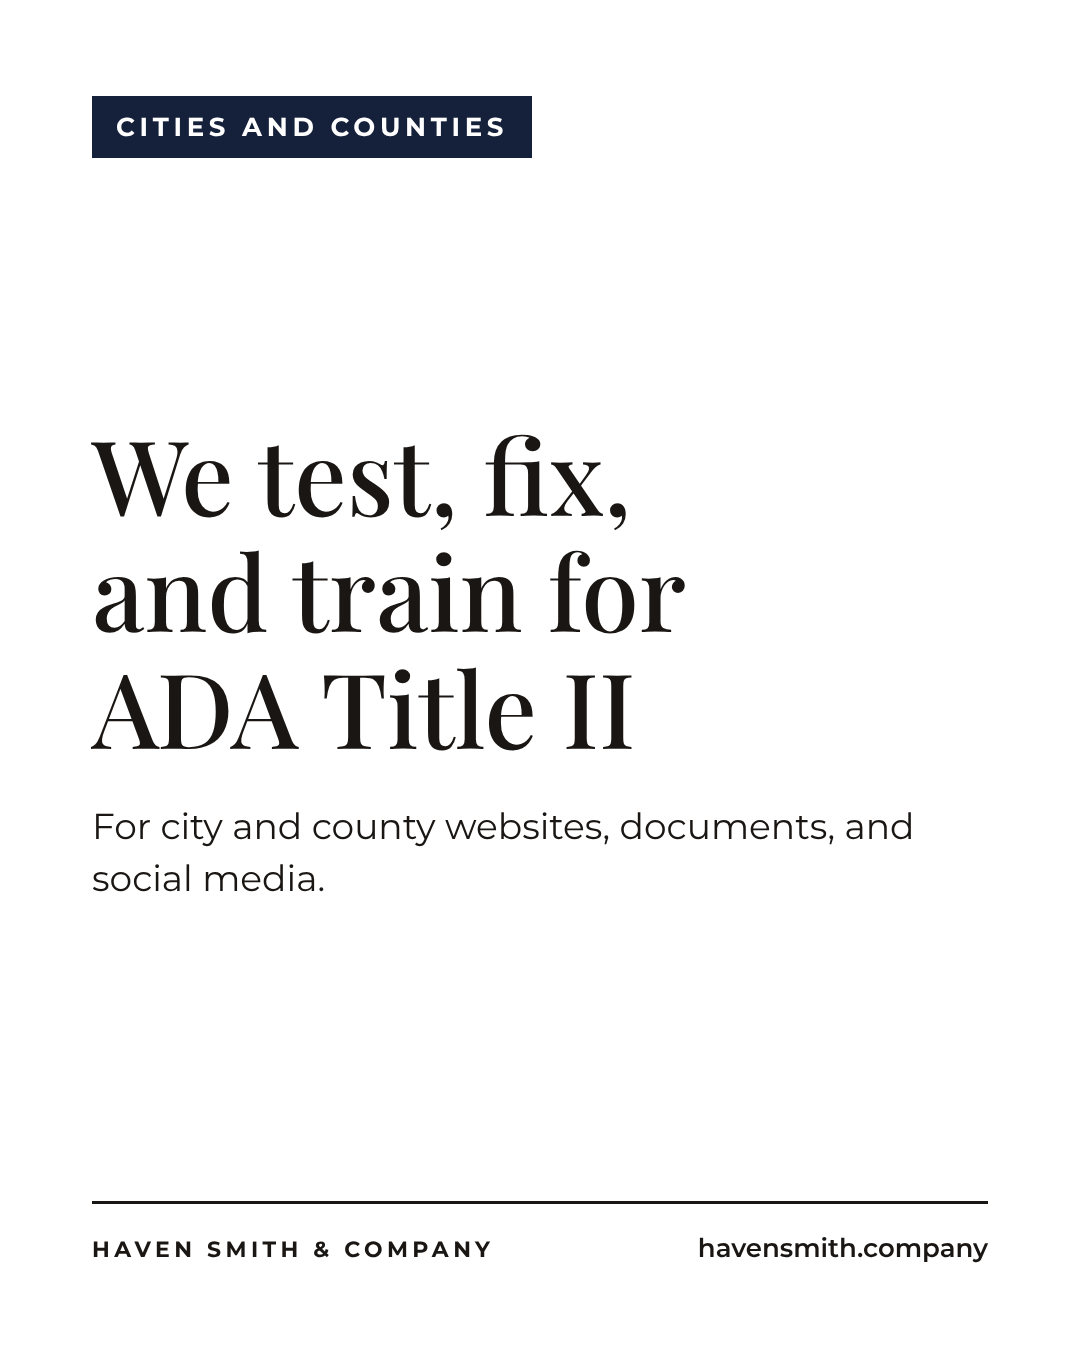 CITIES AND COUNTIES
We test, fix,
and train for
ADA Title II
For city and county websites, documents, and
social media.
HAVEN SMITH & COMPANY
havensmith.company